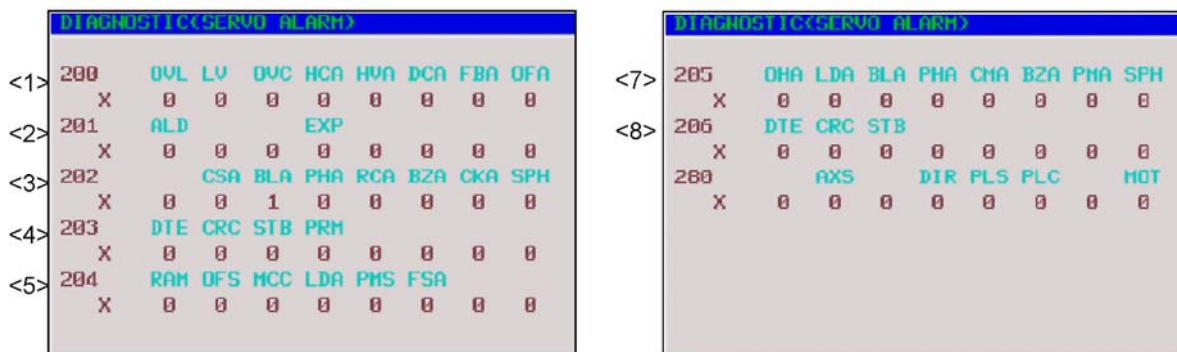 DIAGNOSTIC(SERVO ALARM)
<1> 200 OVL LV OVC HCA HVA DCA FBA OFA
X 0 0 0 0 0 0 0 0
<2> 201 ALD EXP
X 0 0 0 0 0 0 0 0
<3> 202 CSA BLA PHA RCA BZA CKA SPH
X 0 0 1 0 0 0 0 0
<4> 203 DTE CRC STB PRM
X 0 0 0 0 0 0 0 0
<5> 204 RAM OFS MCC LDA PMS FSA
X 0 0 0 0 0 0 0 0
DIAGNOSTIC(SERVO ALARM)
<7> 205 OHA LDA BLA PHA CMA BZA PMA SPH
X 0 0 0 0 0 0 0 0
<8> 206 DTE CRC STB
X 0 0 0 0 0 0 0 0
280 AXS DIR PLS PLC MOT
X 0 0 0 0 0 0 0 0